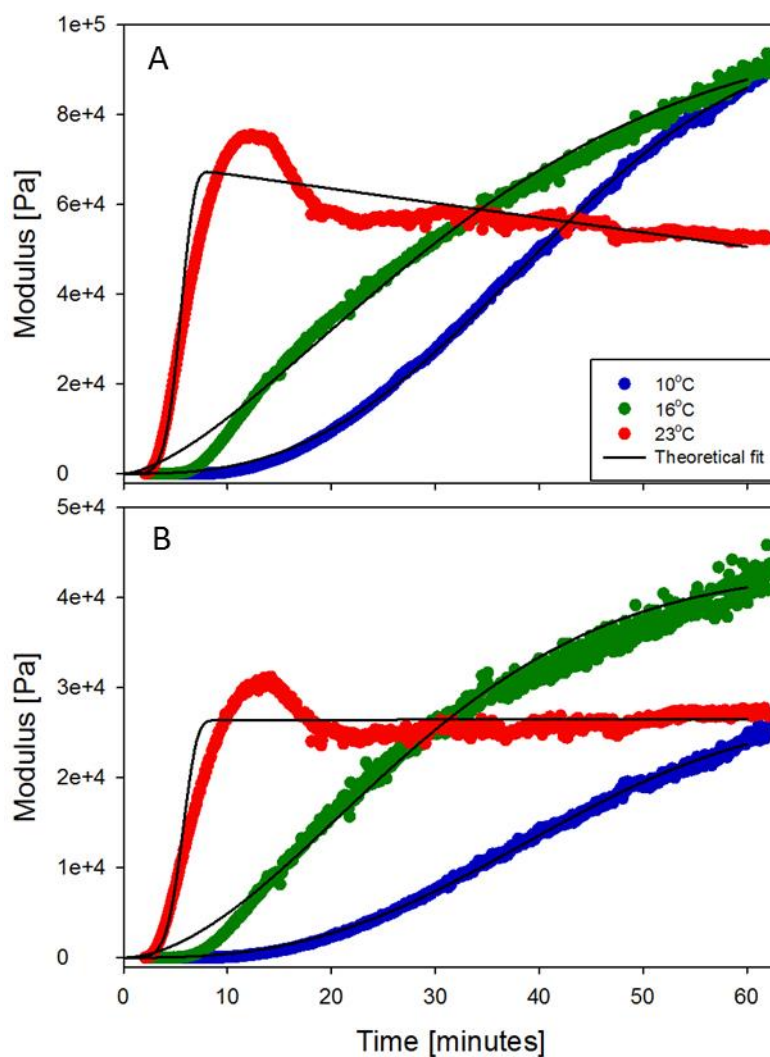 A
Modulus [Pa]
1e+5
8e+4
6e+4
4e+4
2e+4
0
10°C
16°C
23°C
Theoretical fit
B
Modulus [Pa]
5e+4
4e+4
3e+4
2e+4
1e+4
0
0 10 20 30 40 50 60
Time [minutes]